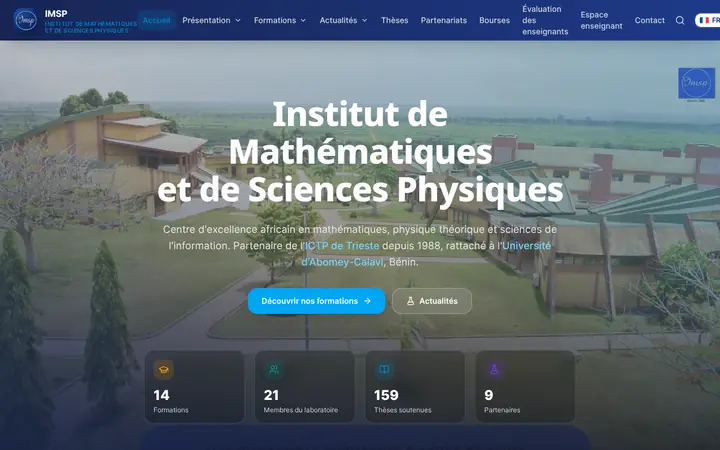 IMSP
INSTITUT DE MATHÉMATIQUES
ET DE SCIENCES PHYSIQUES
Accueil
Présentation
Formations
Actualités
Thèses
Partenariats
Bourses
Évaluation
des
enseignants
Espace
enseignant
Contact
FR
Imsp
Institut de
Mathématiques
et de Sciences Physiques
Centre d'excellence africain en mathématiques, physique théorique et sciences de
l'information. Partenaire de l'ICTP de Trieste depuis 1988, rattaché à l'Université
d'Abomey-Calavi, Bénin.
Découvrir nos formations
Actualités
14
Formations
21
Membres du laboratoire
159
Thèses soutenues
9
Partenaires